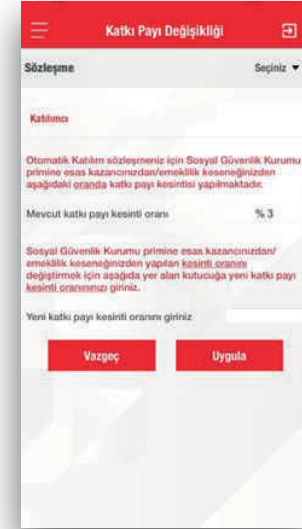 Katkı Payı Değişikliği
Sözleşme Seçiniz
Katılımcı
Otomatik Katılım sözleşmeniz için Sosyal Güvenlik Kurumu
primine esas kazancınızdan/emeklilik keseneğinizden
aşağıdaki oranda katkı payı kesintisi yapılmaktadır.
Mevcut katkı payı kesinti oranı % 3
Sosyal Güvenlik Kurumu primine esas kazancınızdan/
emeklilik keseneğinizden yapılan kesinti oranını
değiştirmek için aşağıda yer alan kutucuğa yeni katkı payı
kesinti oranınızı giriniz.
Yeni katkı payı kesinti oranını giriniz
Vazgeç Uygula